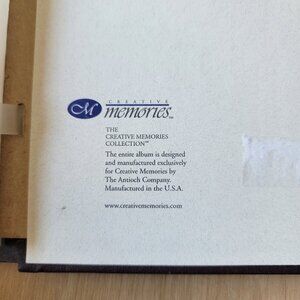 M CREATIVE
memories™
THE
CREATIVE MEMORIES
COLLECTION™
The entire album is designed
and manufactured exclusively
for Creative Memories by
The Antioch Company.
Manufactured in the U.S.A.
www.creativememories.com